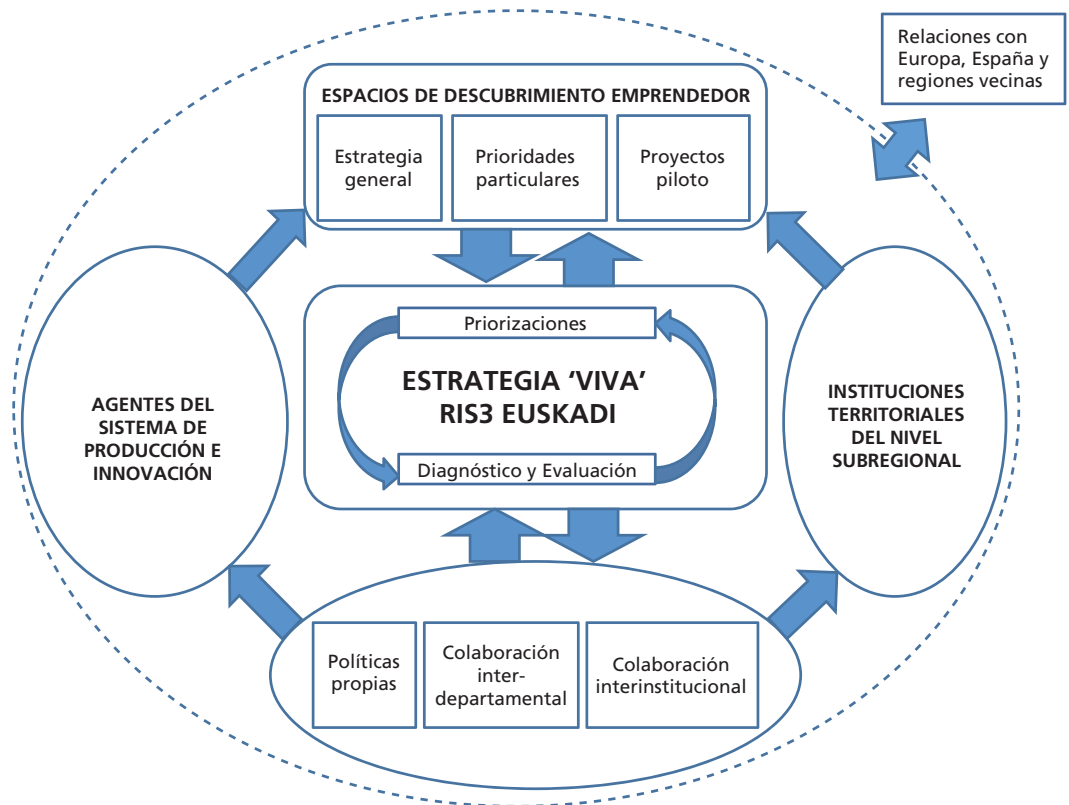 Relaciones con
Europa, España y
regiones vecinas
ESPACIOS DE DESCUBRIMIENTO EMPRENDEDOR
Estrategia
general
Prioridades
particulares
Proyectos
piloto
Priorizaciones
ESTRATEGIA 'VIVA'
RIS3 EUSKADI
Diagnóstico y Evaluación
AGENTES DEL
SISTEMA DE
PRODUCCIÓN E
INNOVACIÓN
INSTITUCIONES
TERRITORIALES
DEL NIVEL
SUBREGIONAL
Políticas
propias
Colaboración
inter-
departamental
Colaboración
interinstitucional